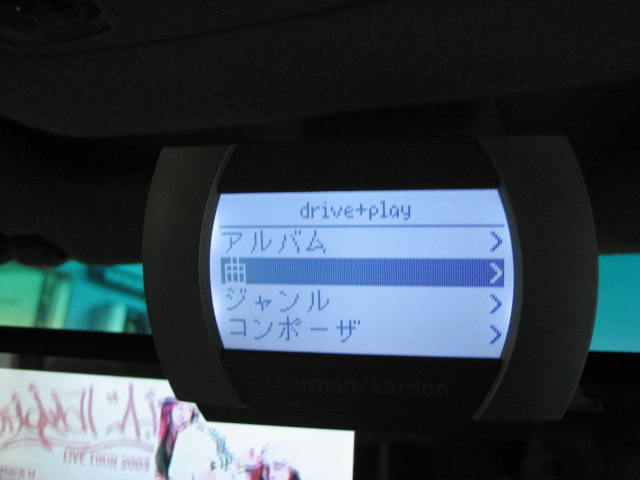 drive+play
アルバム
曲
ジャンル
コンポーザ
harman/kardon
LIVE TOUR 2003